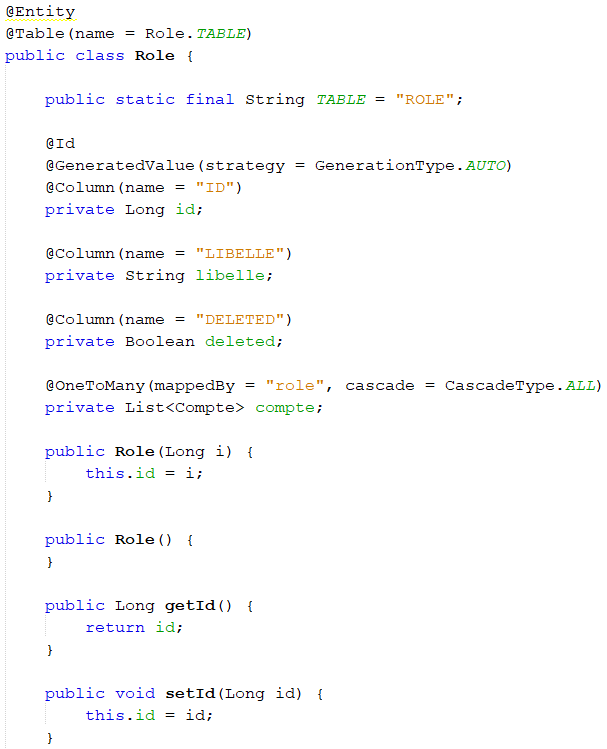 @Entity
@Table(name = Role.TABLE)
public class Role {
public static final String TABLE = "ROLE";
@Id
@GeneratedValue(strategy = GenerationType.AUTO)
@Column(name = "ID")
private Long id;
@Column(name = "LIBELLE")
private String libelle;
@Column(name = "DELETED")
private Boolean deleted;
@OneToMany(mappedBy = "role", cascade = CascadeType.ALL)
private List<Compte> compte;
public Role(Long i) {
this.id = i;
}
public Role() {
}
public Long getId() {
return id;
}
public void setId(Long id) {
this.id = id;
}